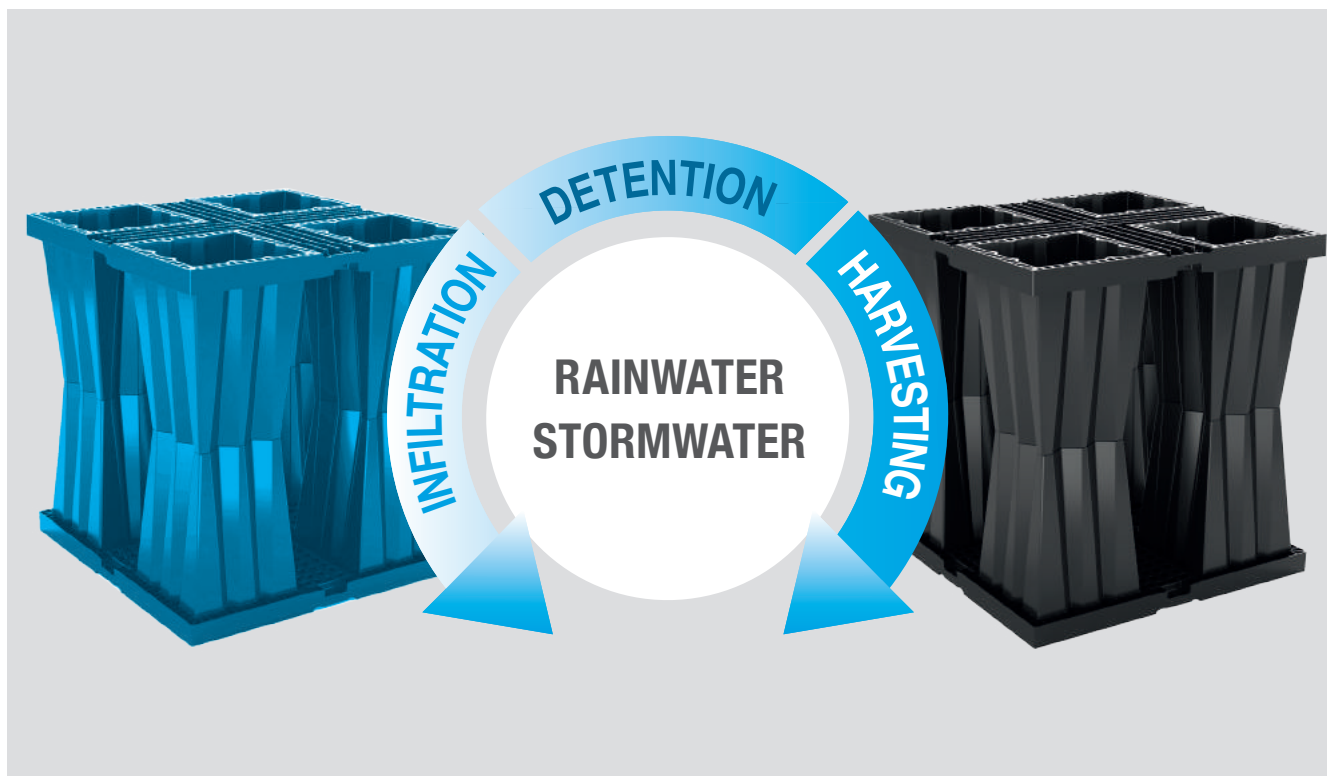 INFILTRATION
DETENTION
HARVESTING
RAINWATER
STORMWATER